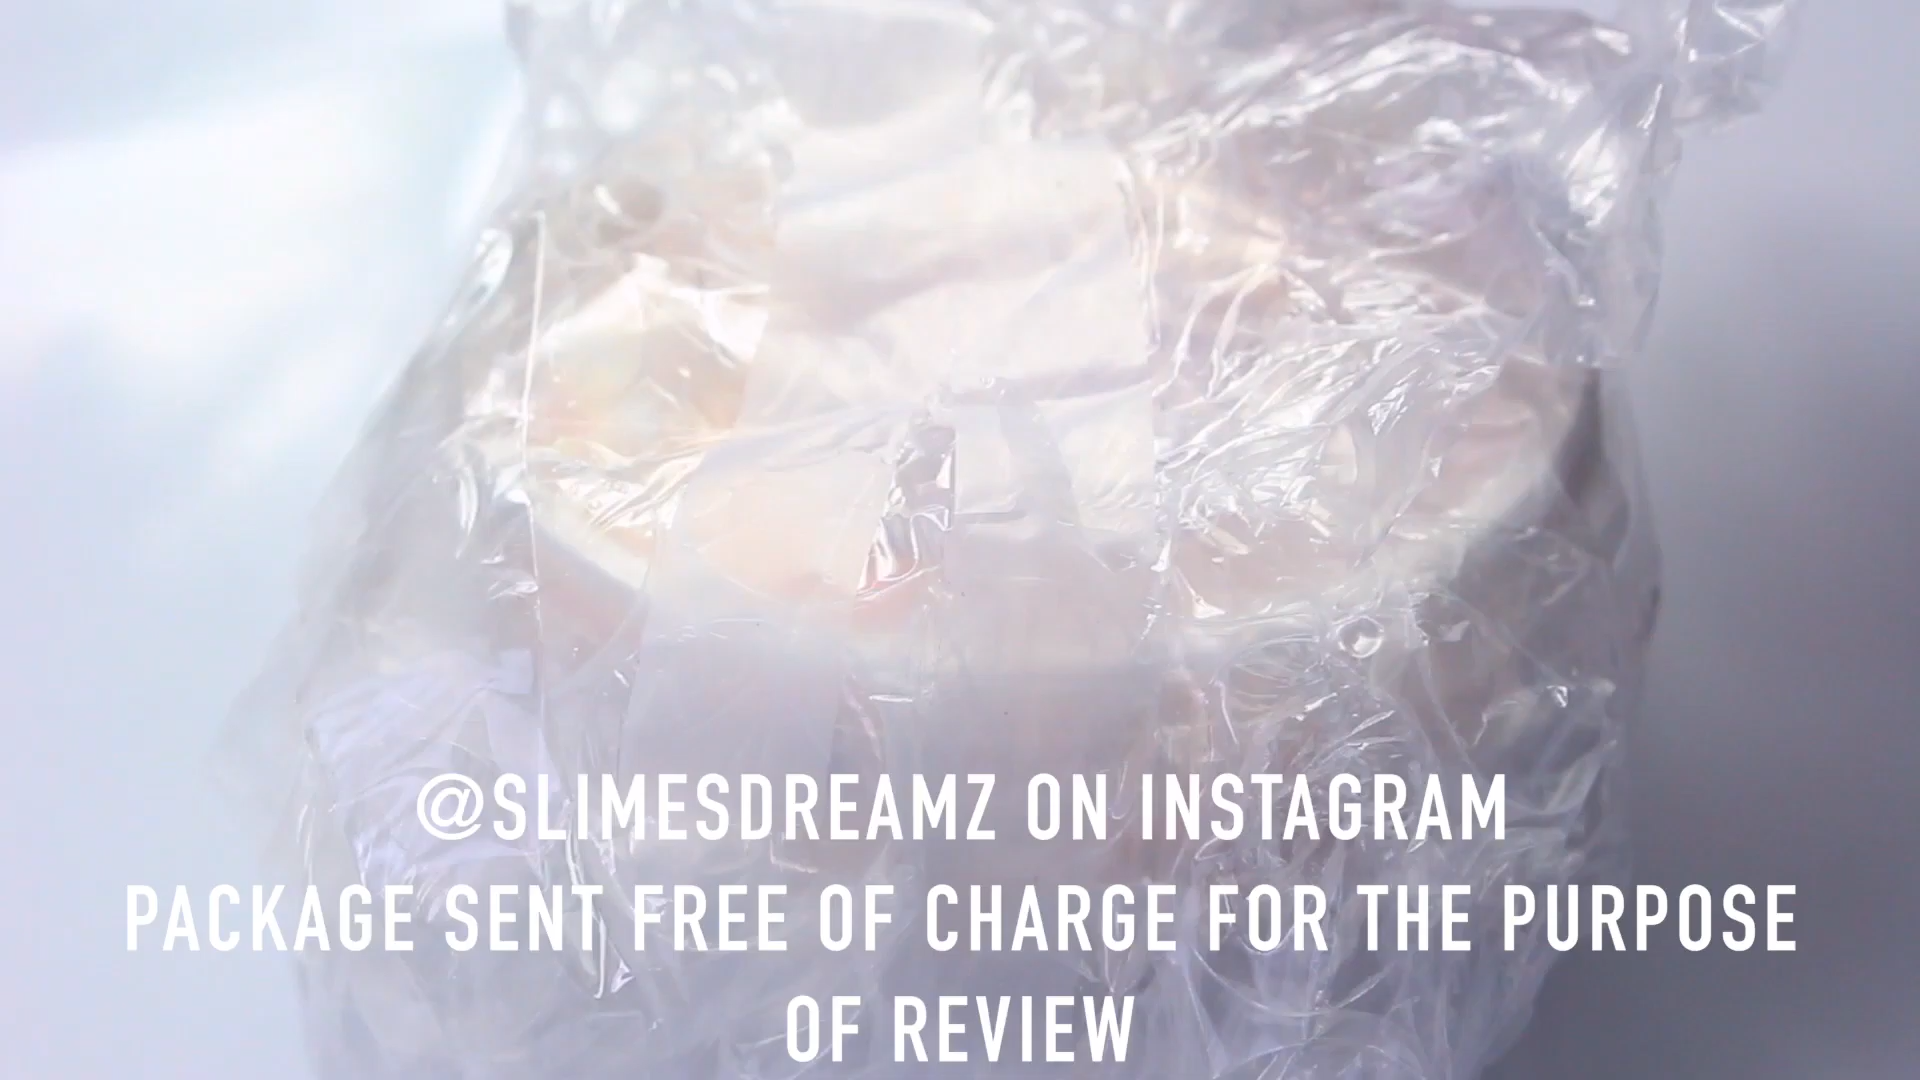 @SLIMESDREAMZ ON INSTAGRAM
PACKAGE SENT FREE OF CHARGE FOR THE PURPOSE
OF REVIEW